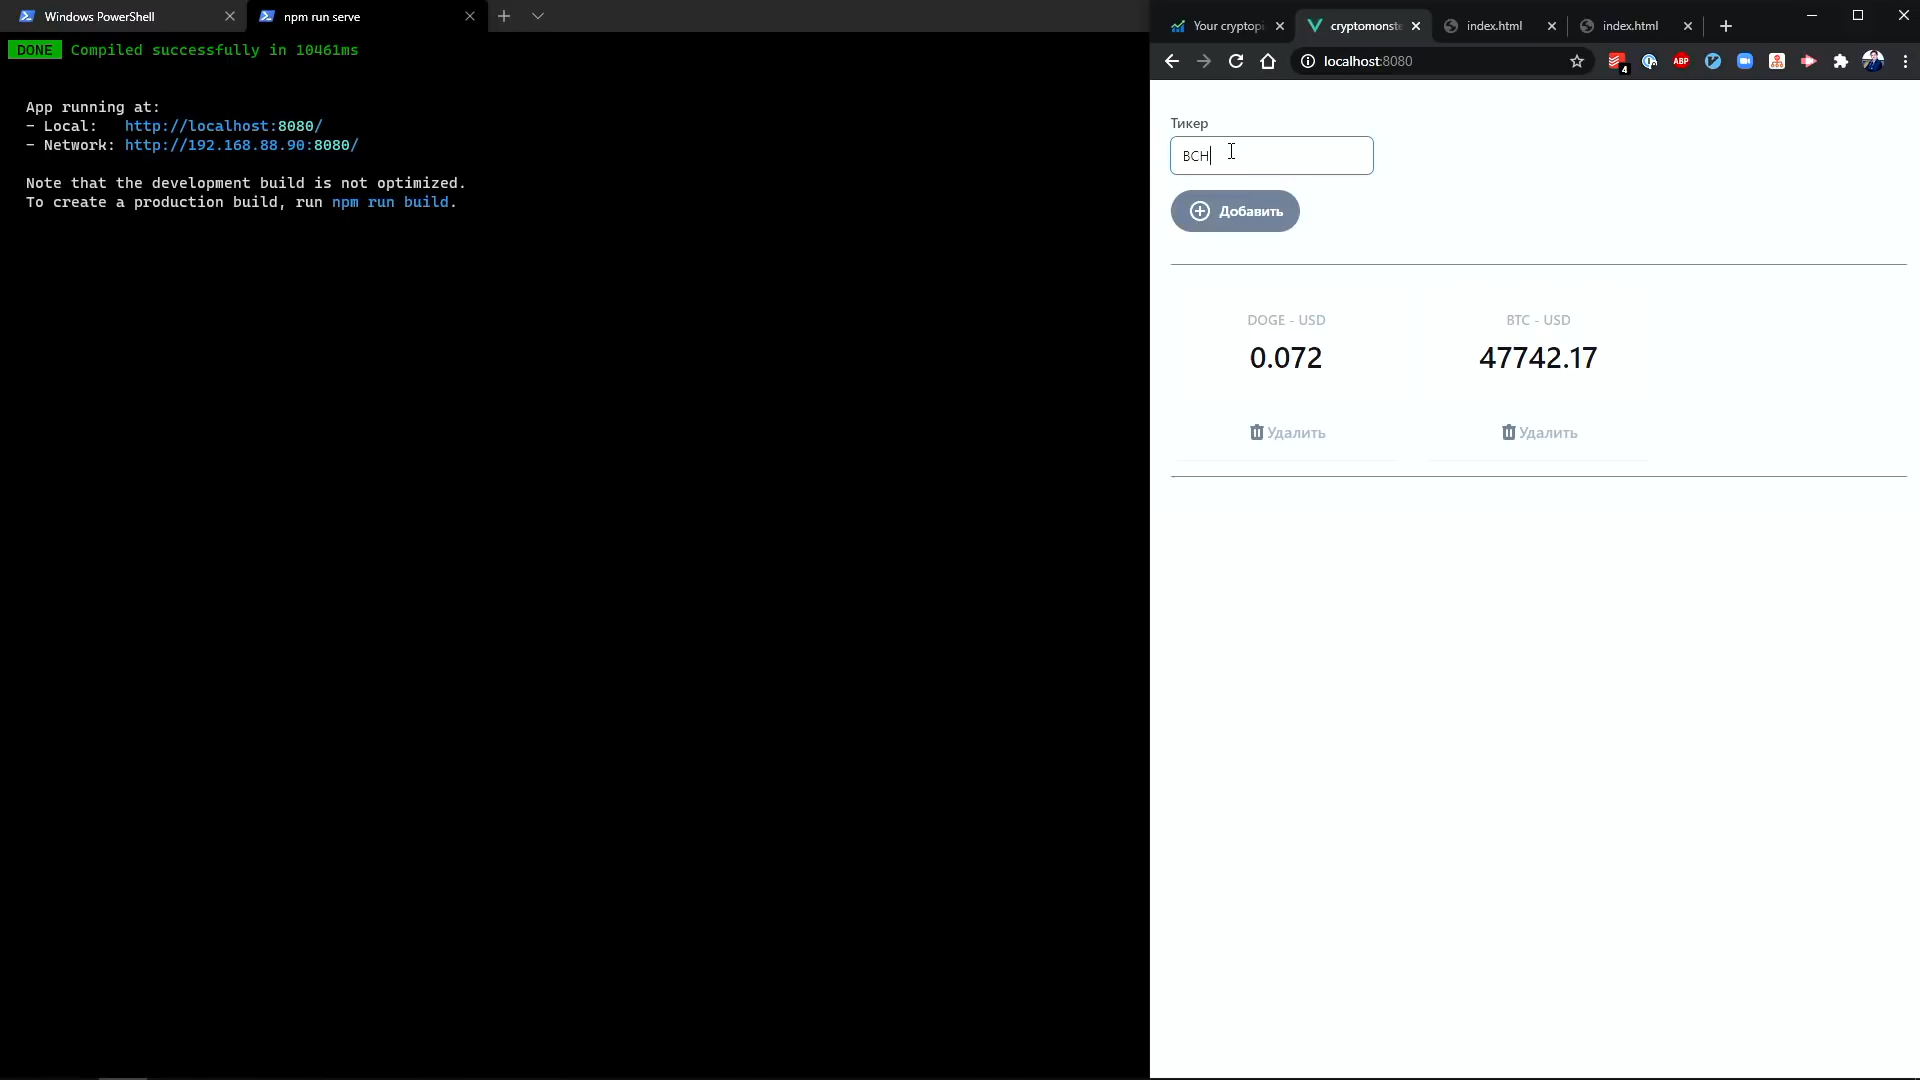 Windows PowerShell
npm run serve
DONE Compiled successfully in 10461ms
App running at:
- Local: http://localhost:8080/
- Network: http://192.168.88.90:8080/
Note that the development build is not optimized.
To create a production build, run npm run build.
Your cryptop
cryptomonste
index.html
index.html
localhost:8080
4
ABP
Тикер
BCH
Добавить
DOGE - USD
0.072
Удалить
BTC - USD
47742.17
Удалить